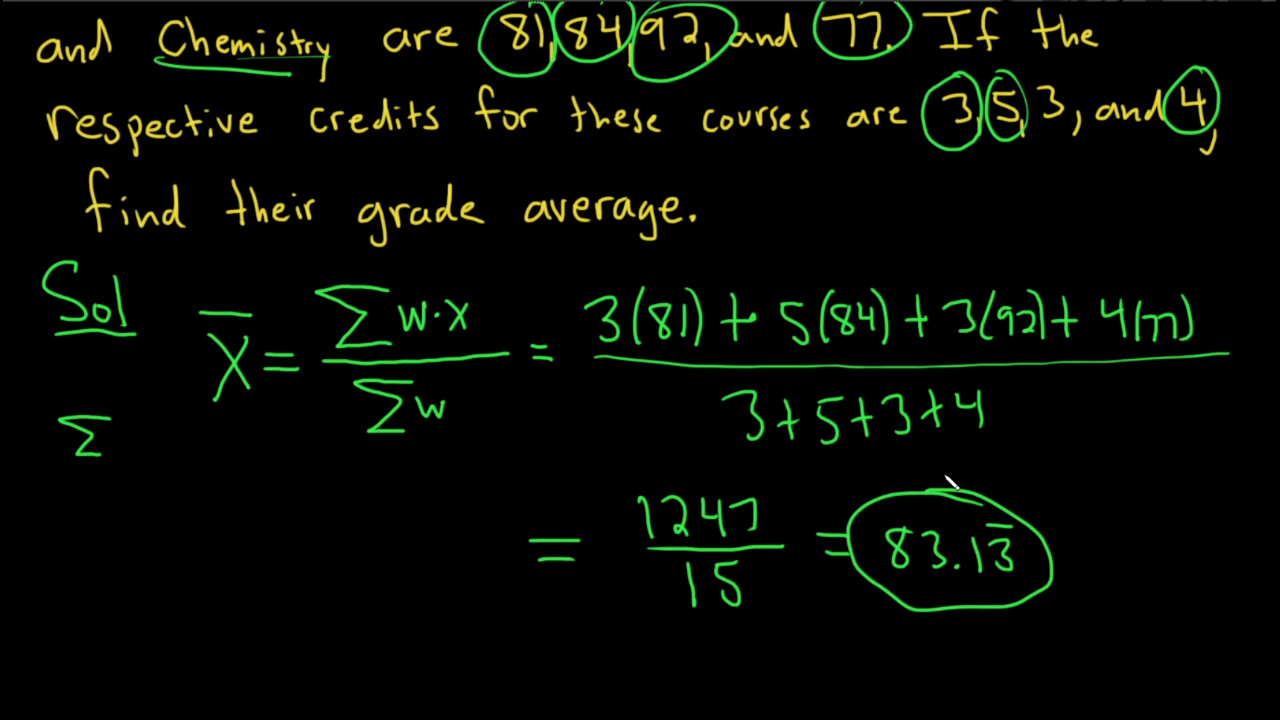 and Chemistry are 81, 84, 92, and 77. If the
respective credits for these courses are 3, 5, 3, and 4,
find their grade average.
Sol
X̄ = Σw·x / Σw = 3(81) + 5(84) + 3(92) + 4(77) / 3+5+3+4
Σ
= 1247 / 15 = 83.13̅